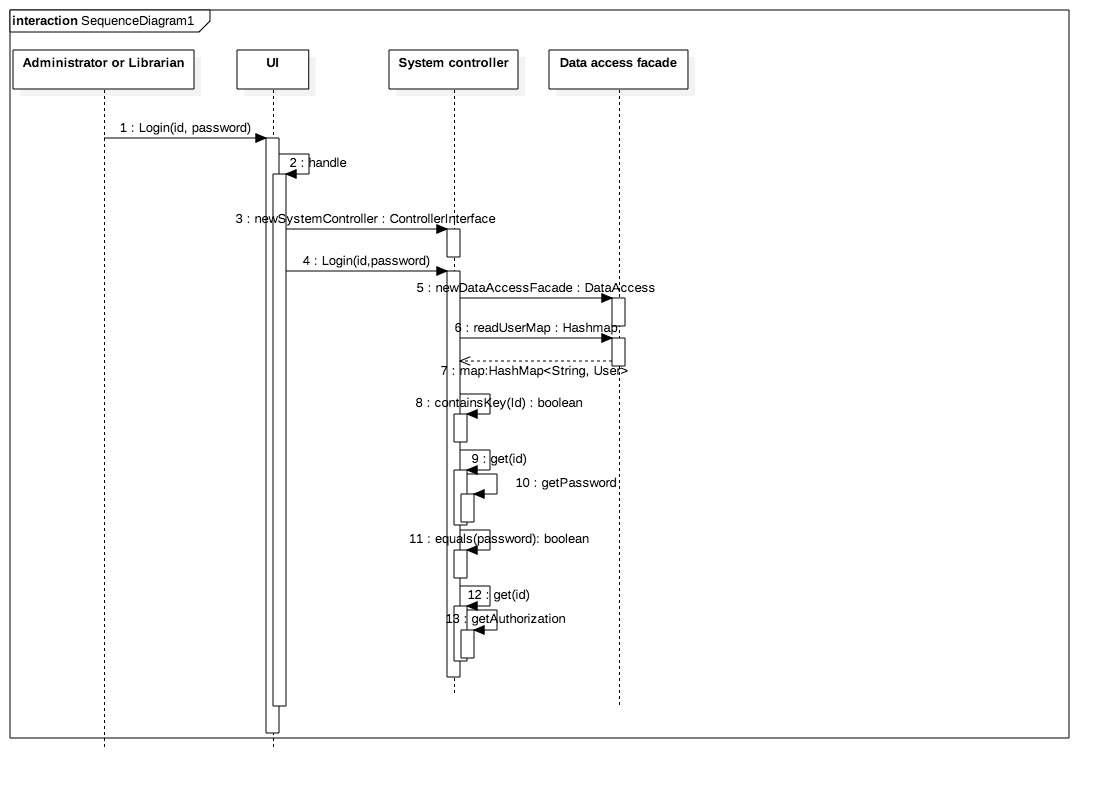 interaction SequenceDiagram1
Administrator or Librarian
UI
System controller
Data access facade
1 : Login(id, password)
2 : handle
3 : newSystemController : ControllerInterface
4 : Login(id,password)
5 : newDataAccessFacade : DataAccess
6 : readUserMap : Hashmap
7 : map:HashMap<String, User>
8 : containsKey(Id) : boolean
9 : get(id)
10 : getPassword
11 : equals(password): boolean
12 : get(id)
13 : getAuthorization